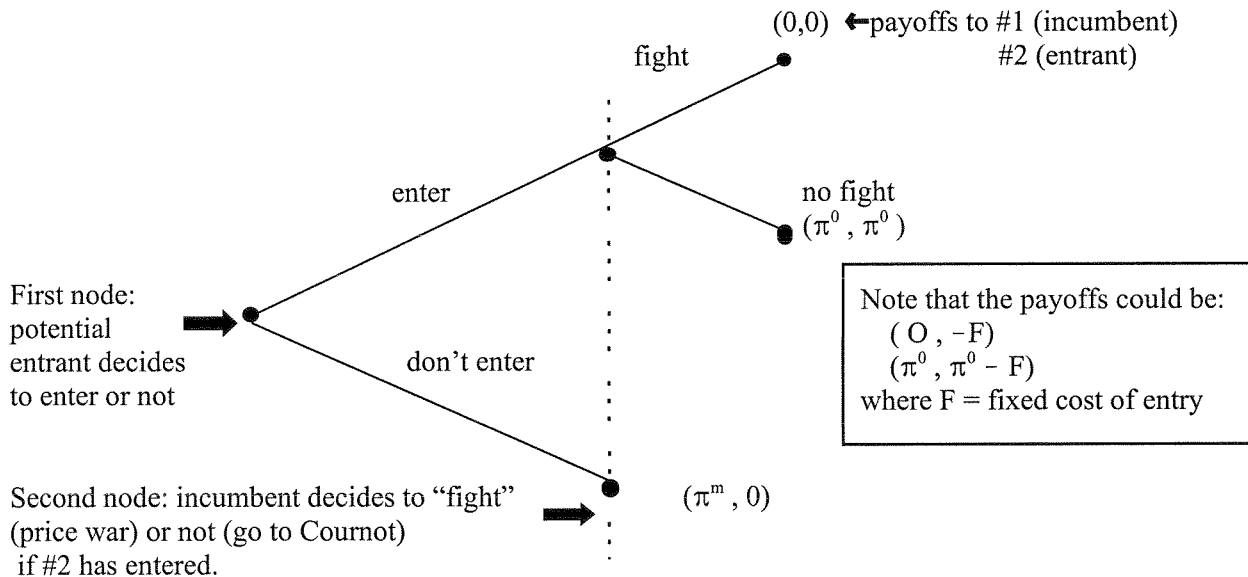 (0,0) ←payoffs to #1 (incumbent)
#2 (entrant)
fight
enter
no fight
(π⁰ , π⁰ )
First node:
potential
entrant decides
to enter or not
don't enter
Note that the payoffs could be:
( O , −F)
(π⁰ , π⁰ − F)
where F = fixed cost of entry
Second node: incumbent decides to “fight”
(price war) or not (go to Cournot)
if #2 has entered.
(πᵐ , 0)